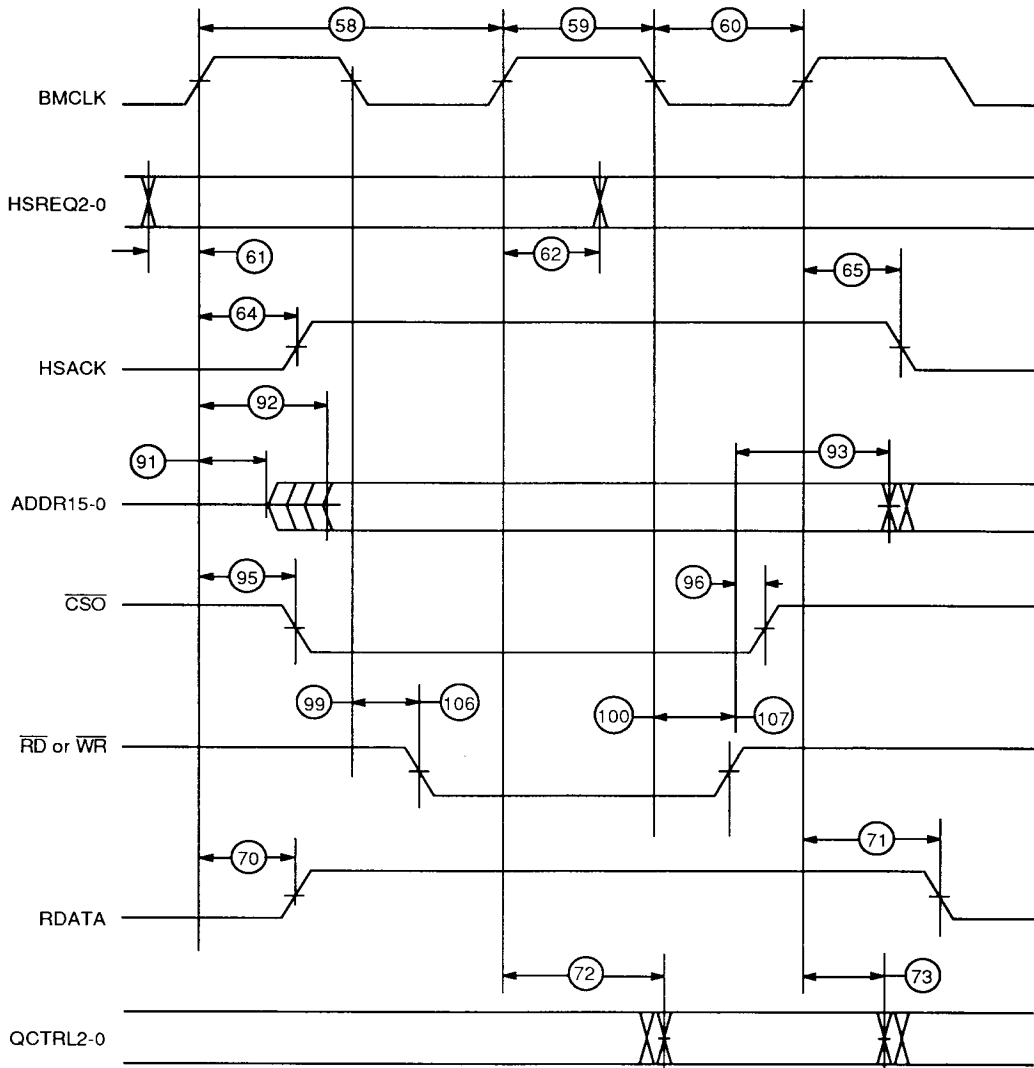 58 59 60
BMCLK
HSREQ2-0
61 62 65
64
HSACK
92
91 93
ADDR15-0
95 96
CSO
99 106 100 107
RD or WR
70 71
RDATA
72 73
QCTRL2-0